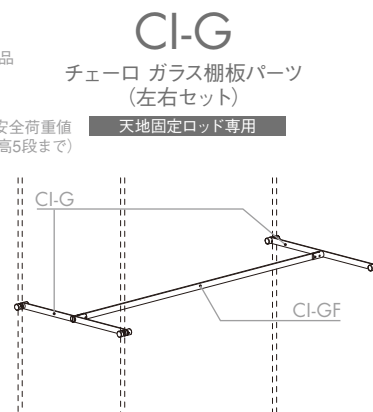 CI-G
品
チェーロ ガラス棚板パーツ
（左右セット）
安全荷重値
天地固定ロッド専用
高5段まで）
CI-G
CI-GF